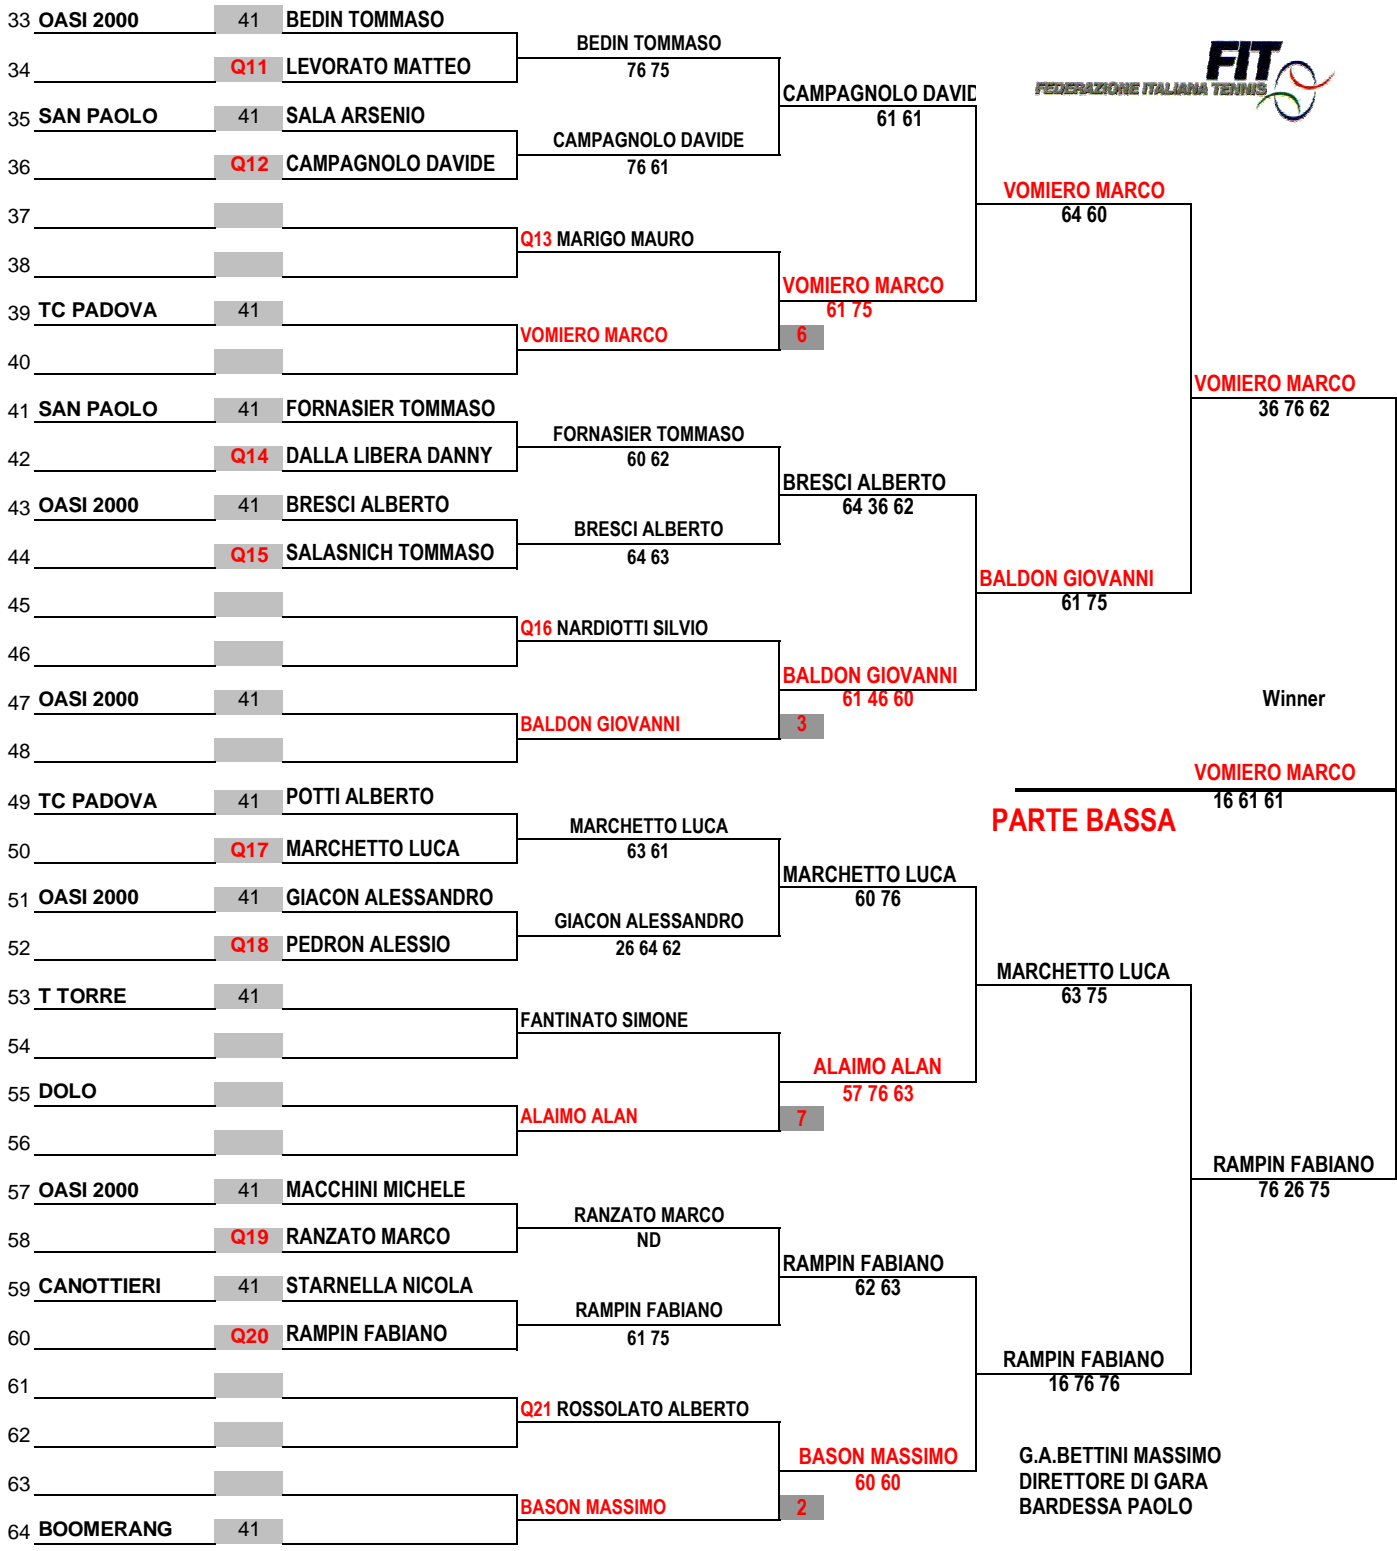 33 OASI 2000 41 BEDIN TOMMASO
BEDIN TOMMASO
76 75
34 Q11 LEVORATO MATTEO
FIT
FEDERAZIONE ITALIANA TENNIS
CAMPAGNOLO DAVID
61 61
35 SAN PAOLO 41 SALA ARSENIO
CAMPAGNOLO DAVIDE
76 61
36 Q12 CAMPAGNOLO DAVIDE
VOMIERO MARCO
64 60
37
Q13 MARIGO MAURO
38
VOMIERO MARCO
61 75
39 TC PADOVA 41
VOMIERO MARCO 6
40
VOMIERO MARCO
36 76 62
41 SAN PAOLO 41 FORNASIER TOMMASO
FORNASIER TOMMASO
60 62
42 Q14 DALLA LIBERA DANNY
BRESCI ALBERTO
64 36 62
43 OASI 2000 41 BRESCI ALBERTO
BRESCI ALBERTO
64 63
44 Q15 SALASNICH TOMMASO
BALDON GIOVANNI
61 75
45
Q16 NARDIOTTI SILVIO
46
BALDON GIOVANNI
61 46 60
47 OASI 2000 41
Winner
BALDON GIOVANNI 3
48
VOMIERO MARCO
16 61 61
49 TC PADOVA 41 POTTI ALBERTO
PARTE BASSA
MARCHETTO LUCA
63 61
50 Q17 MARCHETTO LUCA
MARCHETTO LUCA
60 76
51 OASI 2000 41 GIACON ALESSANDRO
GIACON ALESSANDRO
26 64 62
52 Q18 PEDRON ALESSIO
MARCHETTO LUCA
63 75
53 T TORRE 41
FANTINATO SIMONE
54
ALAIMO ALAN
57 76 63
55 DOLO
ALAIMO ALAN 7
56
RAMPIN FABIANO
76 26 75
57 OASI 2000 41 MACCHINI MICHELE
RANZATO MARCO
ND
58 Q19 RANZATO MARCO
RAMPIN FABIANO
62 63
59 CANOTTIERI 41 STARNELLA NICOLA
RAMPIN FABIANO
61 75
60 Q20 RAMPIN FABIANO
RAMPIN FABIANO
16 76 76
61
Q21 ROSSOLATO ALBERTO
62
BASON MASSIMO
60 60
63
BASON MASSIMO 2
64 BOOMERANG 41
G.A.BETTINI MASSIMO
DIRETTORE DI GARA
BARDESSA PAOLO